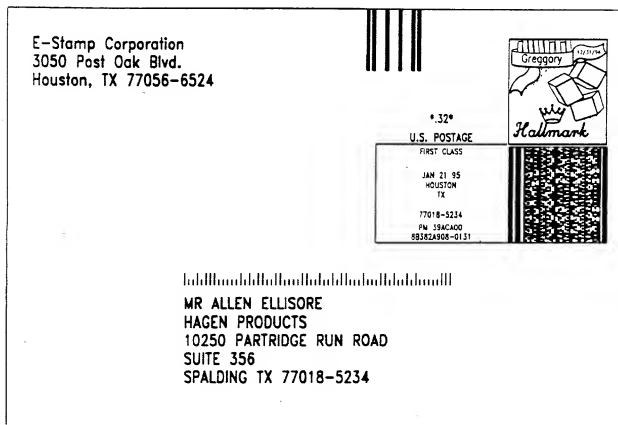 E-Stamp Corporation
3050 Post Oak Blvd.
Houston, TX 77056-6524
Greggory
12/31/94
Hallmark
*.32*
U.S. POSTAGE
FIRST CLASS
JAN 21 95
HOUSTON
TX
77018-5234
PM 39ACA00
8B382A908-0131
MR ALLEN ELLISORE
HAGEN PRODUCTS
10250 PARTRIDGE RUN ROAD
SUITE 356
SPALDING TX 77018-5234